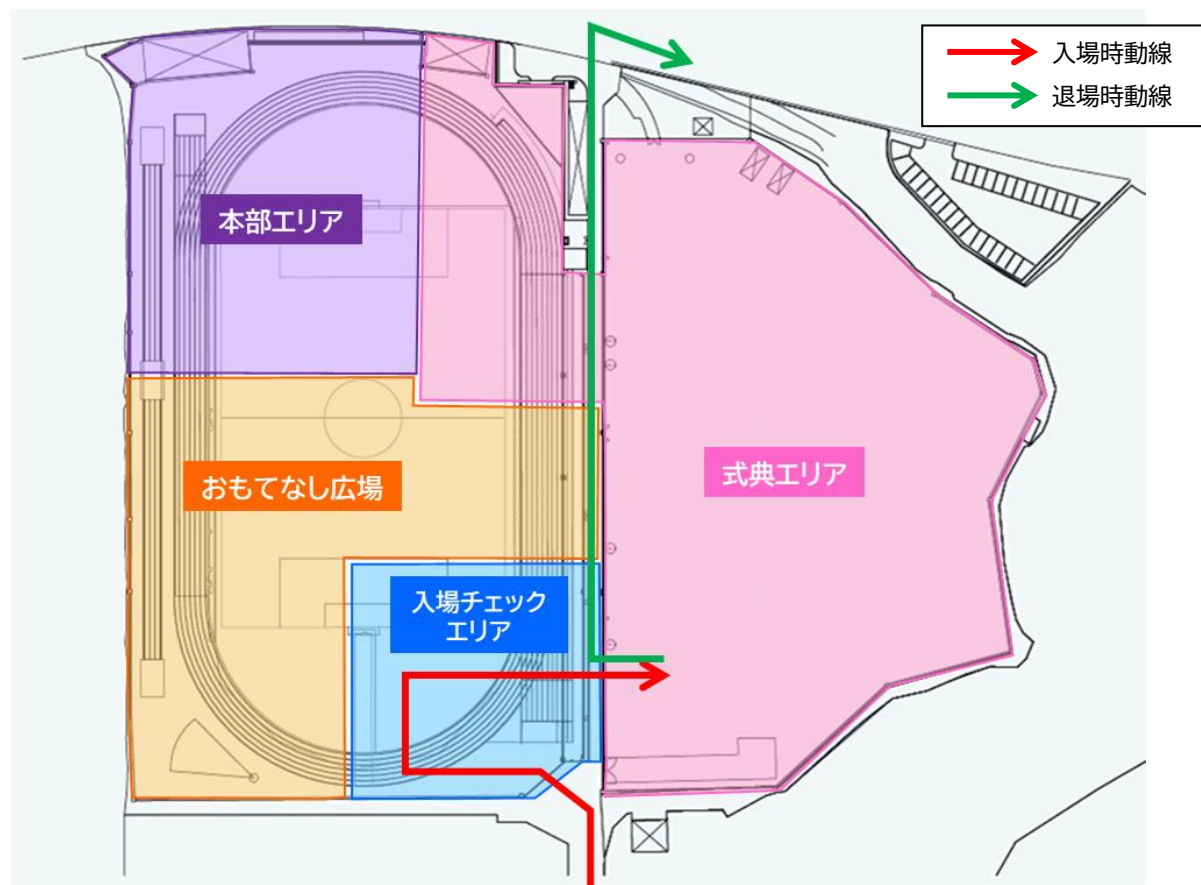 入場時動線
退場時動線
本部エリア
おもてなし広場
式典エリア
入場チェック
エリア